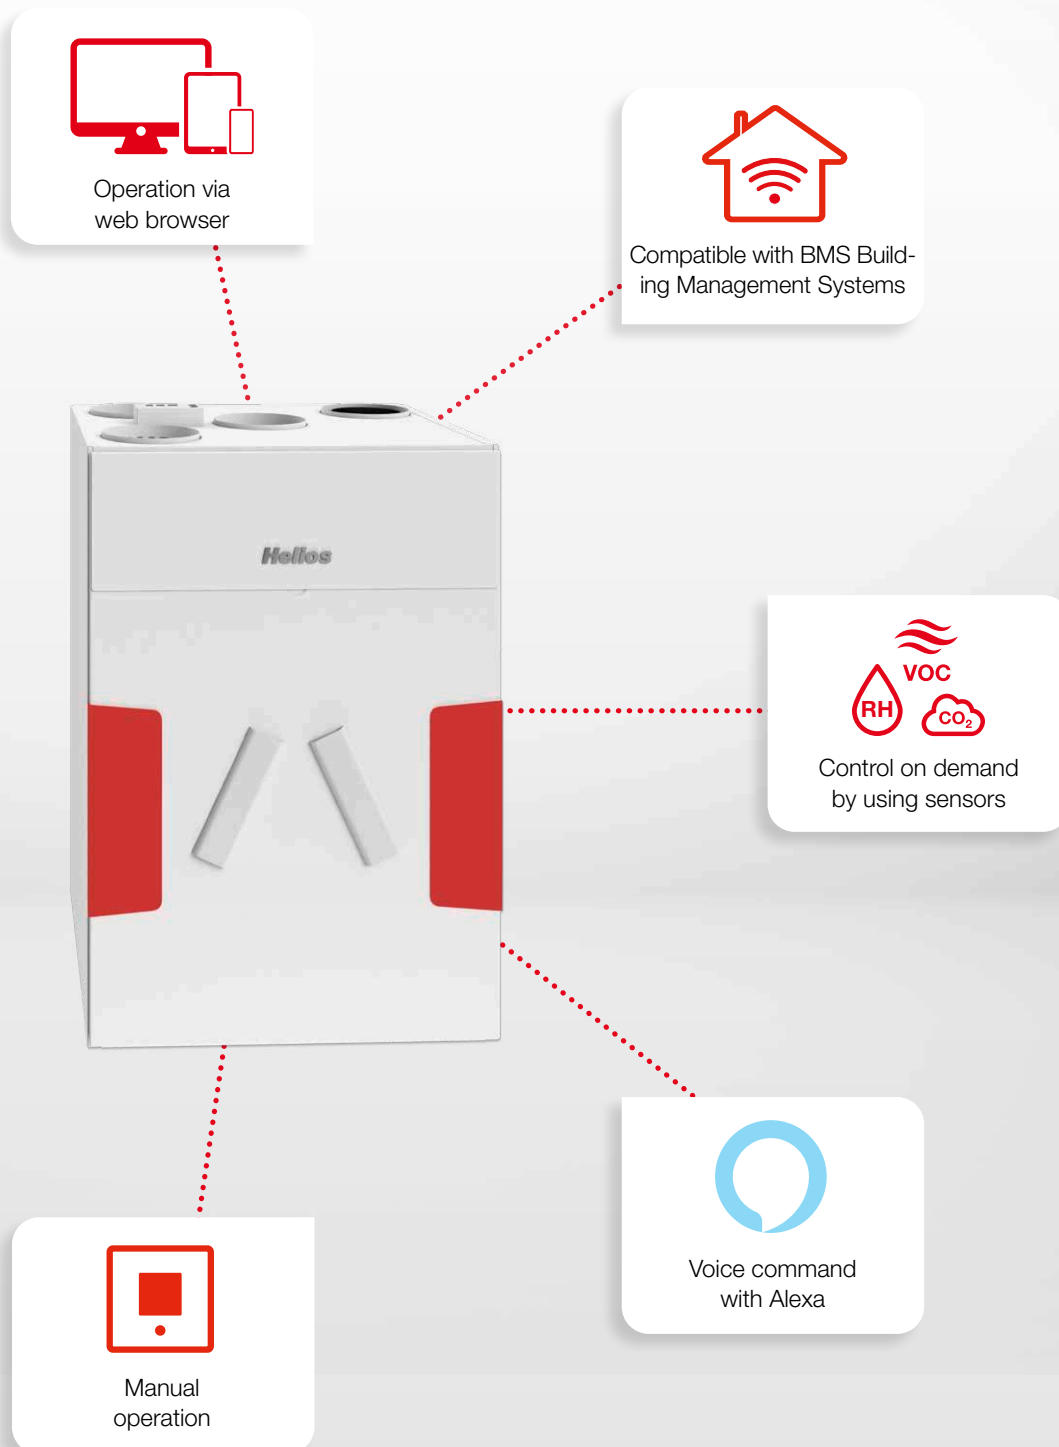 Operation via
web browser
Compatible with BMS Build-
ing Management Systems
Helios
VOC
RH
CO₂
Control on demand
by using sensors
Voice command
with Alexa
Manual
operation